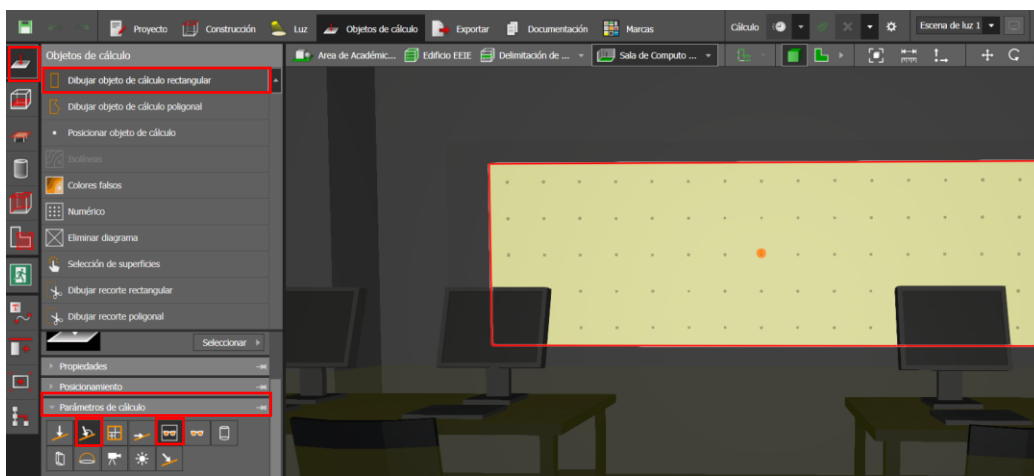 Proyecto Construcción Luz Objetos de cálculo Exportar Documentación Marcas Cálculo Escena de luz 1
Objetos de cálculo
Area de Académic... Edificio EEIE Delimitación de ... Sala de Computo ...
Dibujar objeto de cálculo rectangular
Dibujar objeto de cálculo poligonal
Posicionar objeto de cálculo
Isolíneas
Colores falsos
Numérico
Eliminar diagrama
Selección de superficies
Dibujar recorte rectangular
Dibujar recorte poligonal
Seleccionar
Propiedades
Posicionamiento
Parámetros de cálculo